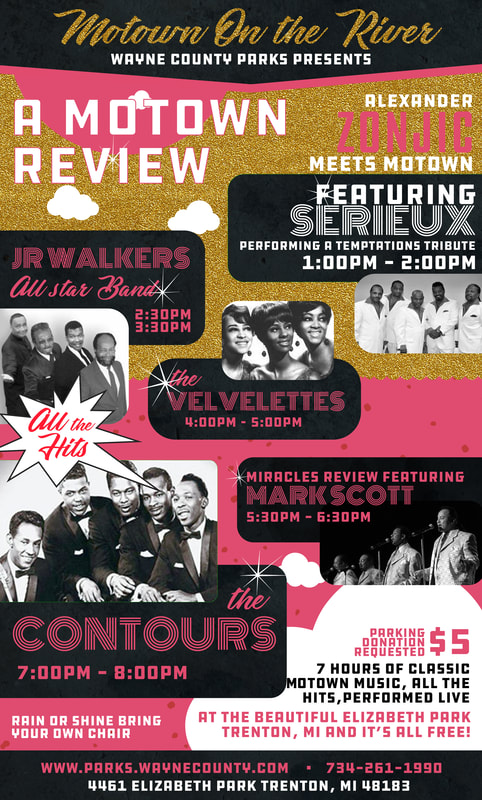 Motown On the River
WAYNE COUNTY PARKS PRESENTS
A MOTOWN
REVIEW
ALEXANDER
ZONJIC
MEETS MOTOWN
FEATURING
SERIEUX
PERFORMING A TEMPTATIONS TRIBUTE
1:00PM - 2:00PM
JR WALKERS
All star Band
2:30PM
3:30PM
the
VELVELETTES
4:00PM - 5:00PM
All the
Hits
MIRACLES REVIEW FEATURING
MARK SCOTT
5:30PM - 6:30PM
the
CONTOURS
7:00PM - 8:00PM
PARKING
DONATION
REQUESTED
$5
7 HOURS OF CLASSIC
MOTOWN MUSIC, ALL THE
HITS,PERFORMED LIVE
RAIN OR SHINE BRING
YOUR OWN CHAIR
AT THE BEAUTIFUL ELIZABETH PARK
TRENTON, MI AND IT'S ALL FREE!
WWW.PARKS.WAYNECOUNTY.COM • 734-261-1990
4461 ELIZABETH PARK TRENTON, MI 48183